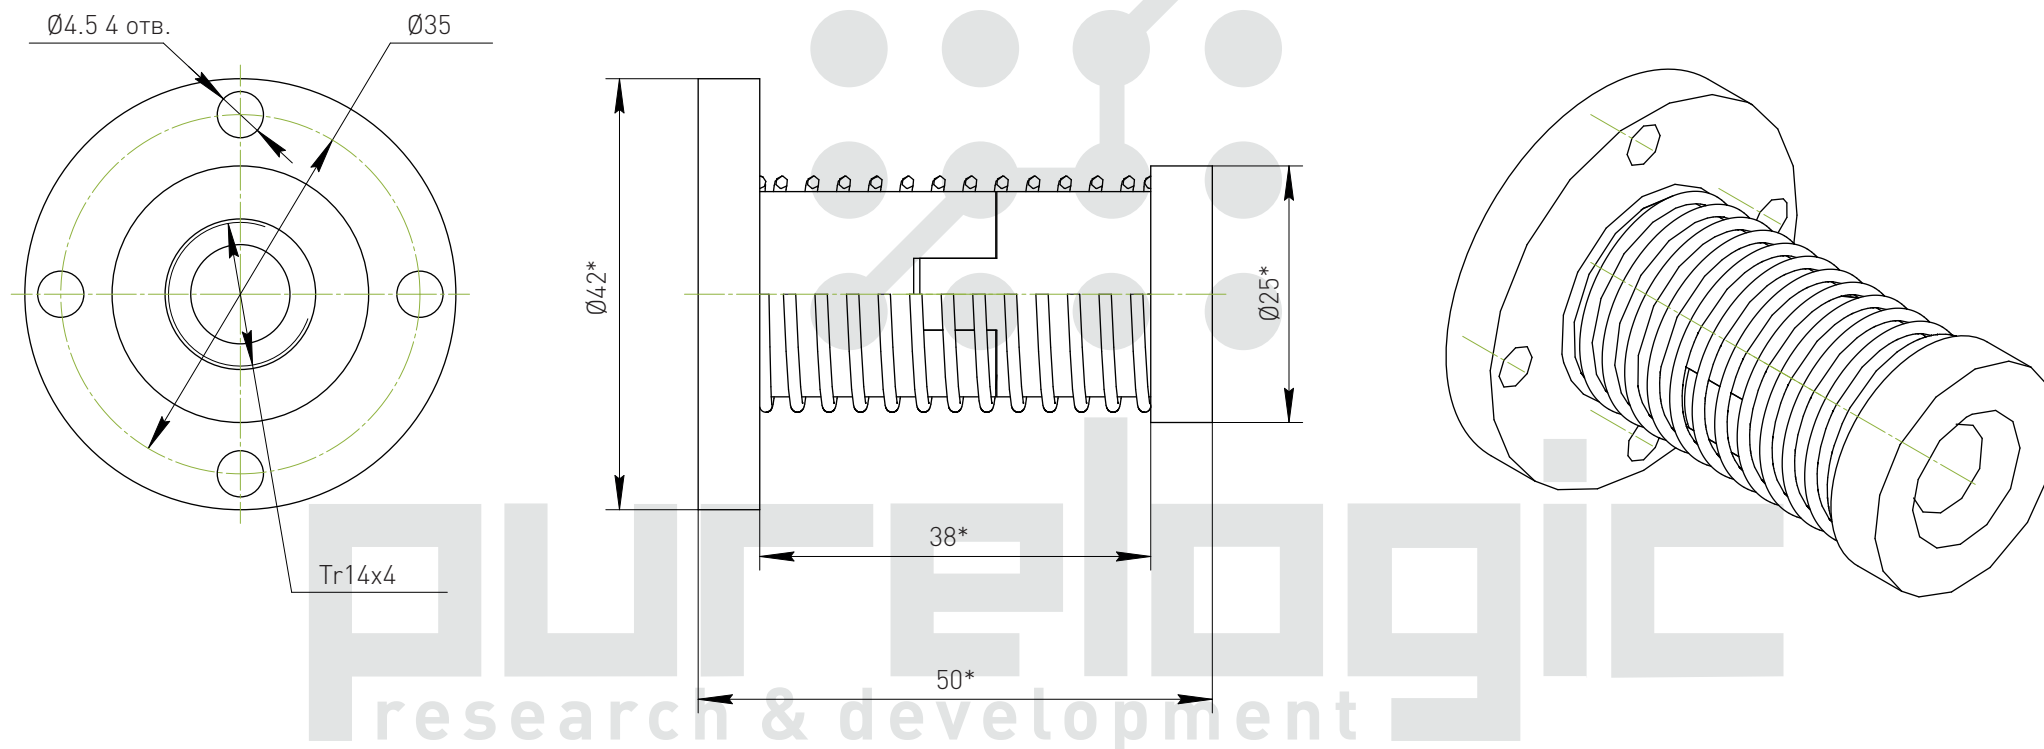 Ø4.5 4 отв.
Ø35
Tr14x4
Ø42*
Ø25*
38*
50*
purelogic
research & development